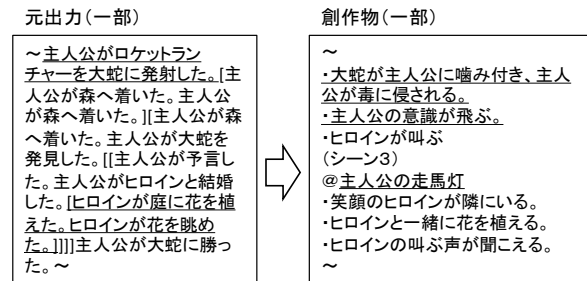 元出力(一部)
~主人公がロケットラン
チャーを大蛇に発射した。[主
人公が森へ着いた。主人公
が森へ着いた。][主人公が森
へ着いた。主人公が大蛇を
発見した。[[主人公が予言し
た。主人公がヒロインと結婚
した。[ヒロインが庭に花を植
えた。ヒロインが花を眺め
た。]]]]主人公が大蛇に勝っ
た。~
創作物(一部)
~
・大蛇が主人公に噛み付き、主人
公が毒に侵される。
・主人公の意識が飛ぶ。
・ヒロインが叫ぶ
(シーン3)
@主人公の走馬灯
・笑顔のヒロインが隣にいる。
・ヒロインと一緒に花を植える。
・ヒロインの叫ぶ声が聞こえる。
~